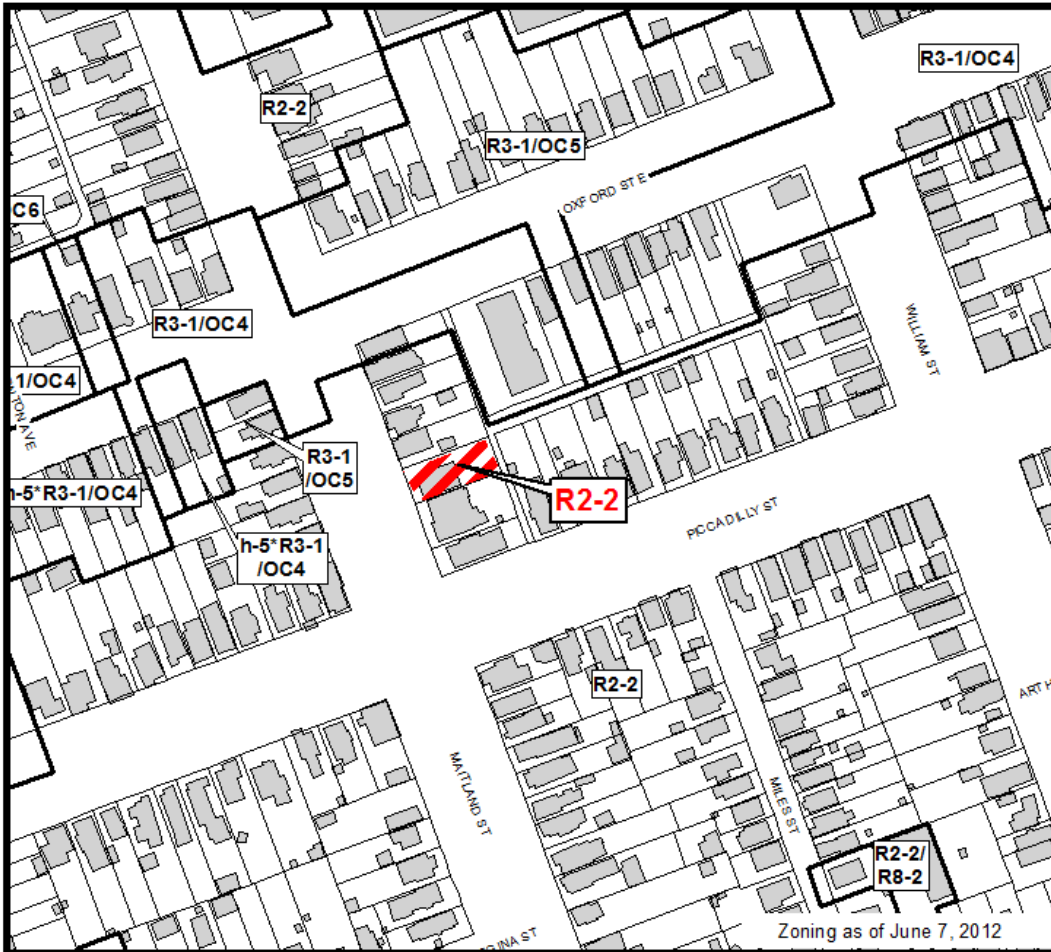 R3-1/OC4
R2-2
R3-1/OC5
OXFORD ST E
OC6
R3-1/OC4
WILLIAM ST
1/OC4
R3-1
/OC5
h-5*R3-1/OC4
R2-2
PICCADILLY ST
h-5*R3-1
/OC4
R2-2
MAITLAND ST
MILES ST
R2-2/
R8-2
Zoning as of June 7, 2012